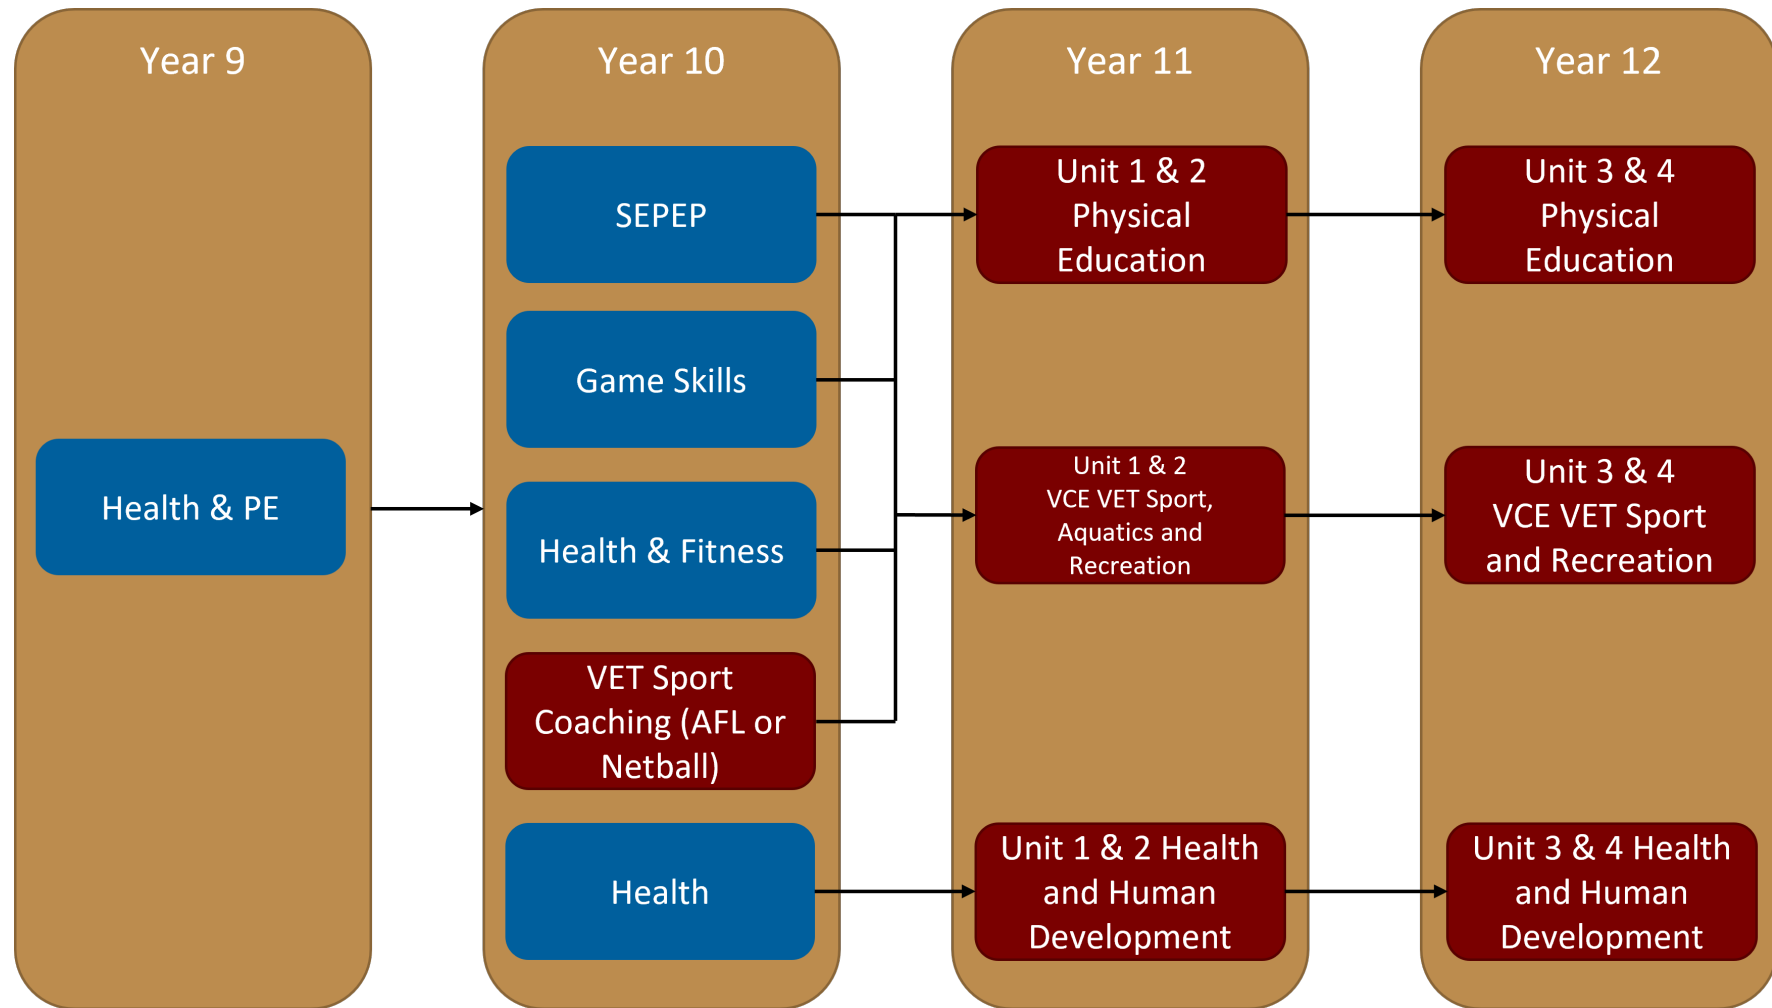 Year 9
Health & PE
Year 10
SEPEP
Game Skills
Health & Fitness
VET Sport
Coaching (AFL or
Netball)
Health
Year 11
Unit 1 & 2
Physical
Education
Unit 1 & 2
VCE VET Sport,
Aquatics and
Recreation
Unit 1 & 2 Health
and Human
Development
Year 12
Unit 3 & 4
Physical
Education
Unit 3 & 4
VCE VET Sport
and Recreation
Unit 3 & 4 Health
and Human
Development